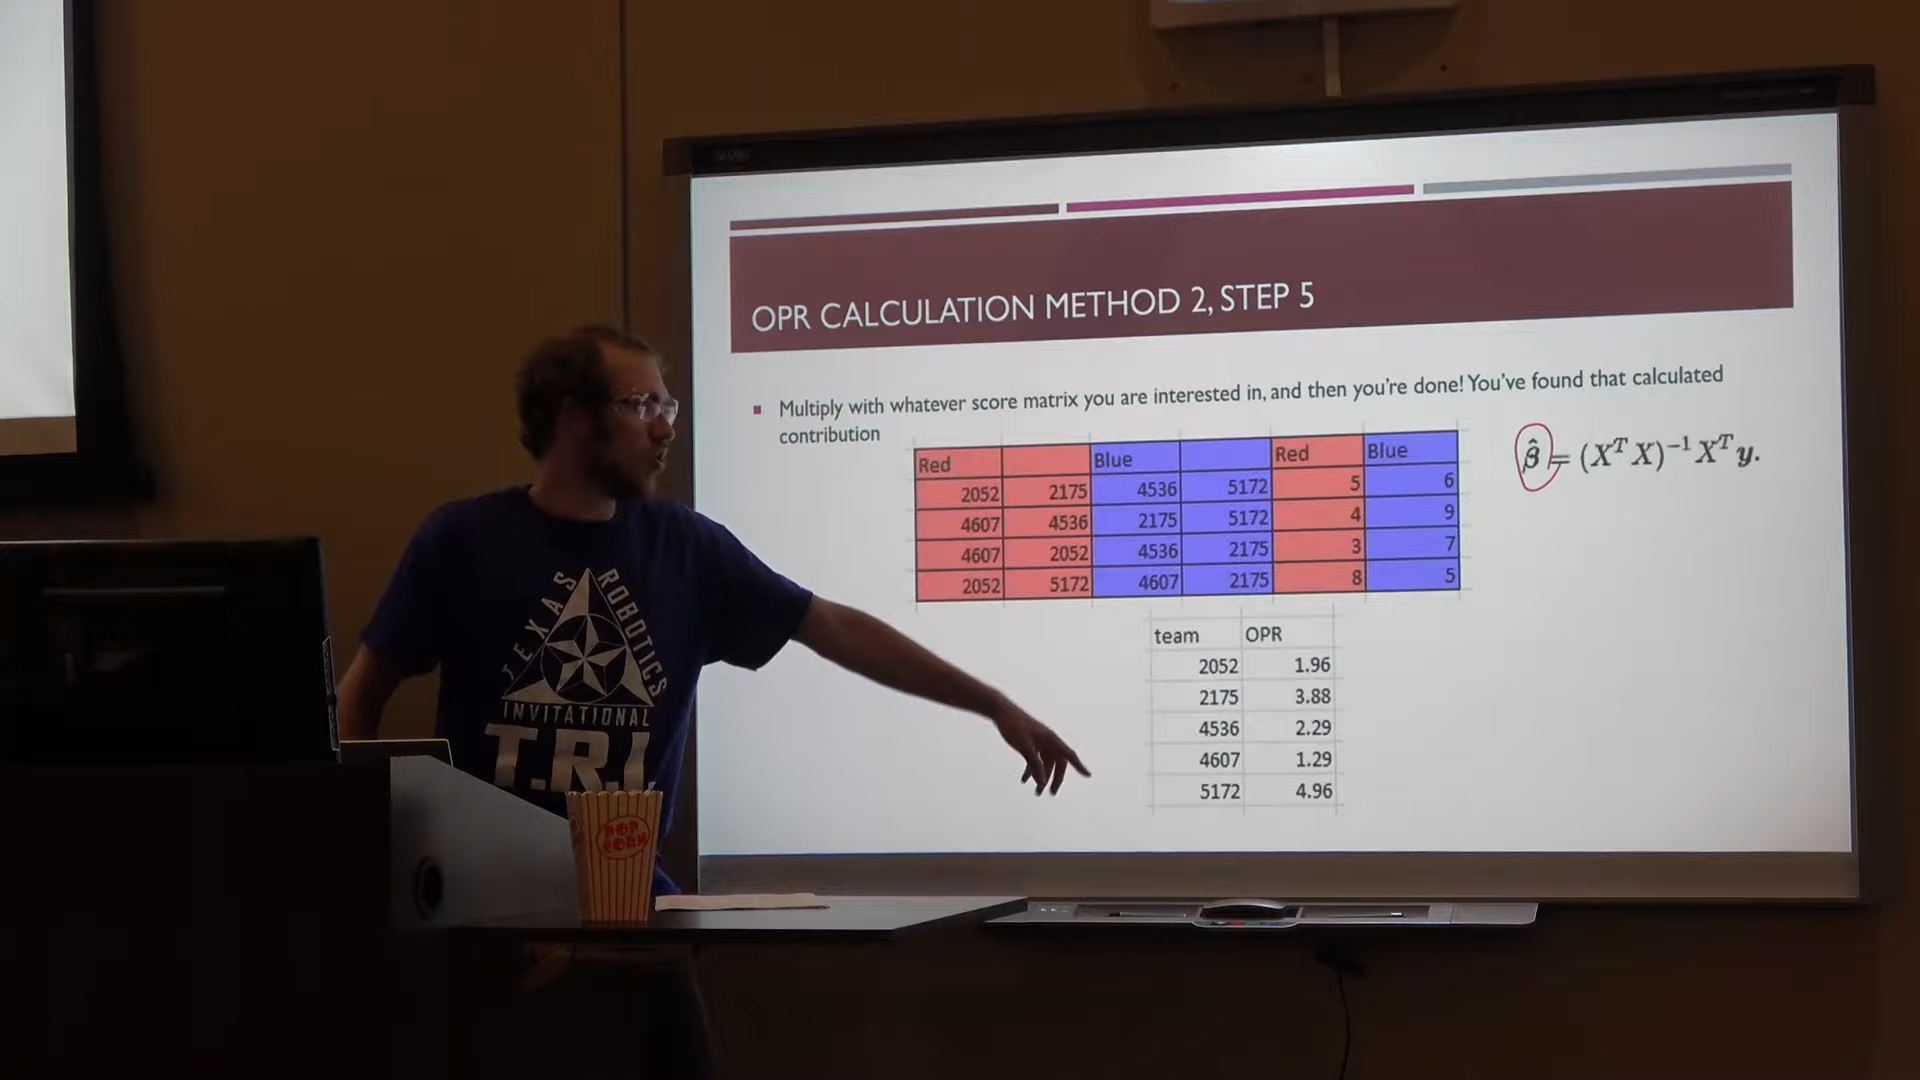 OPR CALCULATION METHOD 2, STEP 5
Multiply with whatever score matrix you are interested in, and then you're done! You've found that calculated
contribution
Red Blue Red Blue
2052 2175 4536 5172 5 6
4607 4536 2175 5172 4 9
4607 2052 4536 2175 3 7
2052 5172 4607 2175 8 5
β̂ = (XᵀX)⁻¹Xᵀy.
team OPR
2052 1.96
2175 3.88
4536 2.29
4607 1.29
5172 4.96
TEXAS ROBOTICS
INVITATIONAL
T.R.I.
POP
CORN